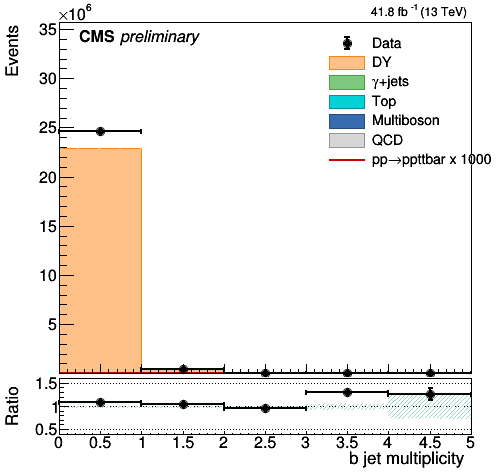 ×10⁶
41.8 fb⁻¹ (13 TeV)
CMS preliminary
Events
35
30
25
20
15
10
5
Data
DY
γ+jets
Top
Multiboson
QCD
pp→ppttbar x 1000
Ratio
1.5
1
0.5
0 0.5 1 1.5 2 2.5 3 3.5 4 4.5 5
b jet multiplicity